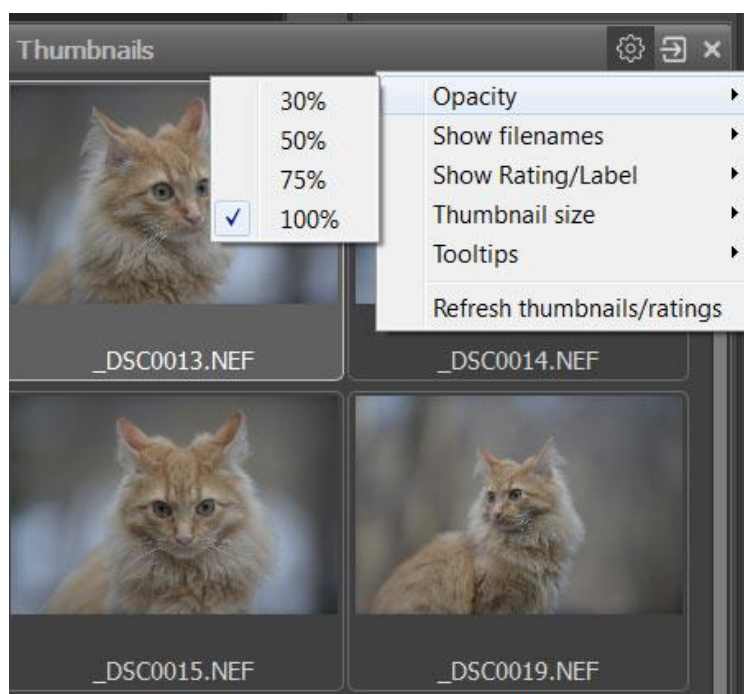 Thumbnails
30%
50%
75%
100%
Opacity
Show filenames
Show Rating/Label
Thumbnail size
Tooltips
Refresh thumbnails/ratings
_DSC0013.NEF
_DSC0014.NEF
_DSC0015.NEF
_DSC0019.NEF